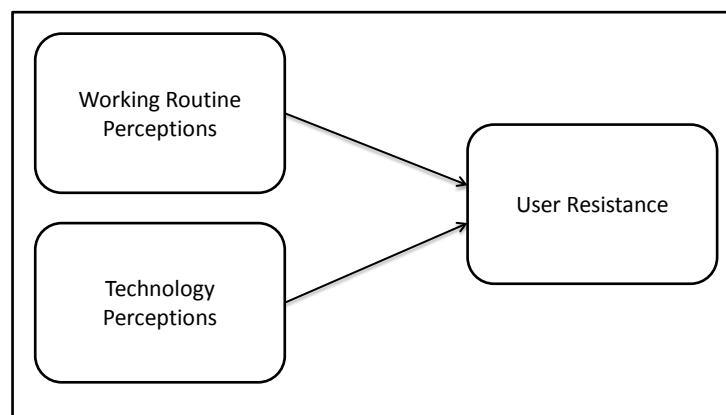 Working Routine
Perceptions
User Resistance
Technology
Perceptions